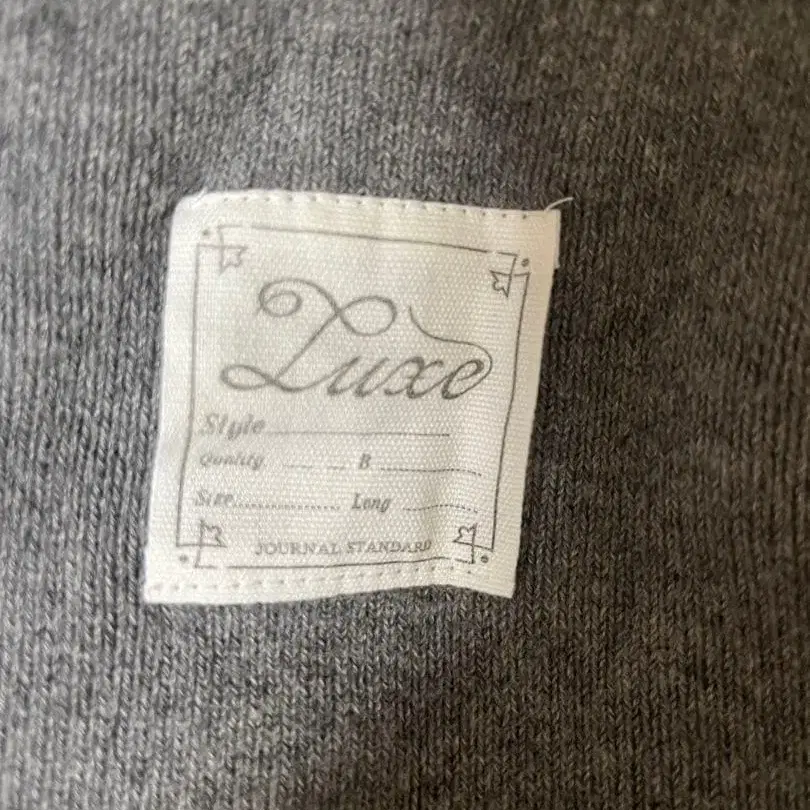 Luxe
Style
Quality B
Size Long
JOURNAL STANDARD